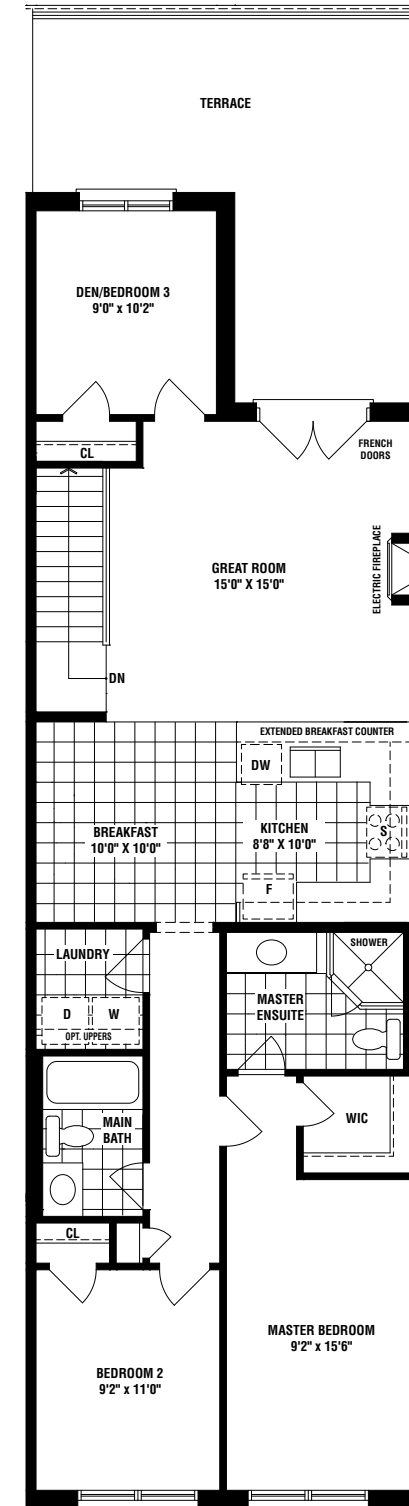 TERRACE
DEN/BEDROOM 3
9'0" x 10'2"
FRENCH
DOORS
CL
ELECTRIC FIREPLACE
GREAT ROOM
15'0" X 15'0"
DN
EXTENDED BREAKFAST COUNTER
DW
BREAKFAST
10'0" X 10'0"
KITCHEN
8'8" X 10'0"
S
F
LAUNDRY
SHOWER
D
W
OPT. UPPERS
MASTER
ENSUITE
MAIN
BATH
WIC
CL
MASTER BEDROOM
9'2" x 15'6"
BEDROOM 2
9'2" x 11'0"